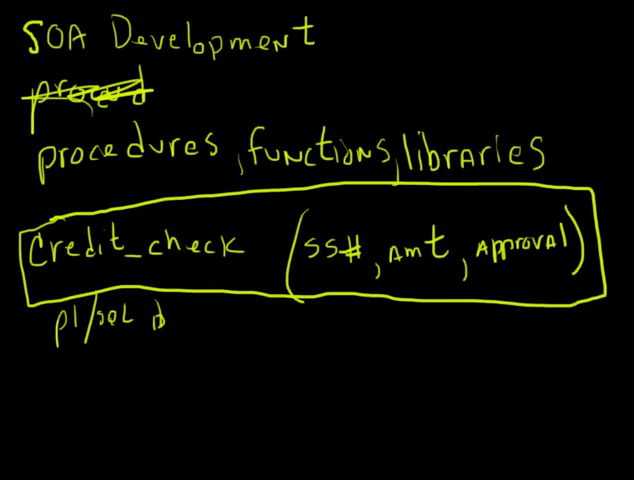 SOA Development
procedures, functions, libraries
Credit_check (SS#, Amt, Approval)
pl/sql